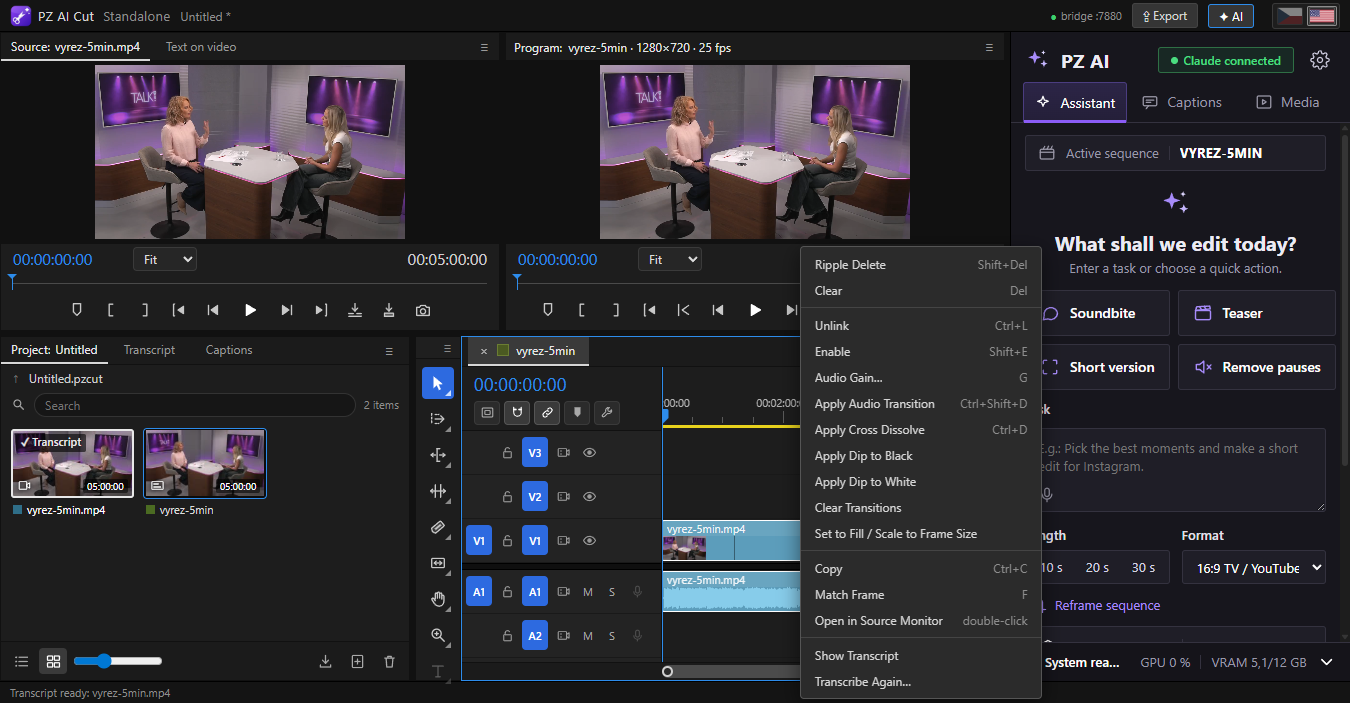 PZ AI Cut Standalone Untitled *
bridge :7880
Export
AI
Source: vyrez-5min.mp4
Text on video
Program: vyrez-5min · 1280×720 · 25 fps
TALK!
TALK!
00:00:00:00
Fit
00:05:00:00
00:00:00:00
Fit
PZ AI
Claude connected
Assistant
Captions
Media
Active sequence
VYREZ-5MIN
What shall we edit today?
Enter a task or choose a quick action.
Soundbite
Teaser
Short version
Remove pauses
sk
E.g.: Pick the best moments and make a short
edit for Instagram.
ngth
Format
10 s
20 s
30 s
16:9 TV / YouTube
Reframe sequence
System rea...
GPU 0 %
VRAM 5,1/12 GB
Project: Untitled
Transcript
Captions
Untitled.pzcut
Search
2 items
✓ Transcript
05:00:00
05:00:00
vyrez-5min.mp4
vyrez-5min
× vyrez-5min
00:00:00:00
00:00
00:02:0
V3
V2
V1
V1
vyrez-5min.mp4
A1
A1
M
S
vyrez-5min.mp4
A2
M
S
T
Ripple Delete Shift+Del
Clear Del
Unlink Ctrl+L
Enable Shift+E
Audio Gain... G
Apply Audio Transition Ctrl+Shift+D
Apply Cross Dissolve Ctrl+D
Apply Dip to Black
Apply Dip to White
Clear Transitions
Set to Fill / Scale to Frame Size
Copy Ctrl+C
Match Frame F
Open in Source Monitor double-click
Show Transcript
Transcribe Again...
Transcript ready: vyrez-5min.mp4